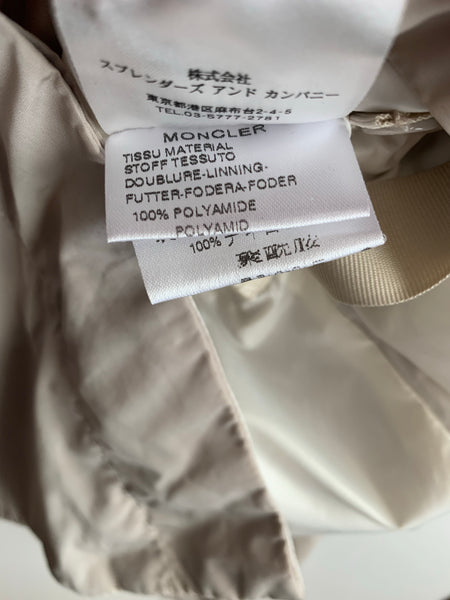 株式会社
スプレンダーズ アンド カンパニー
東京都港区麻布台2-4-5
TEL.03-5777-2781
MONCLER
TISSU MATERIAL
STOFF TESSUTO
DOUBLURE-LINNING-
FUTTER-FODERA-FODER
100% POLYAMIDE
POLYAMID
100%